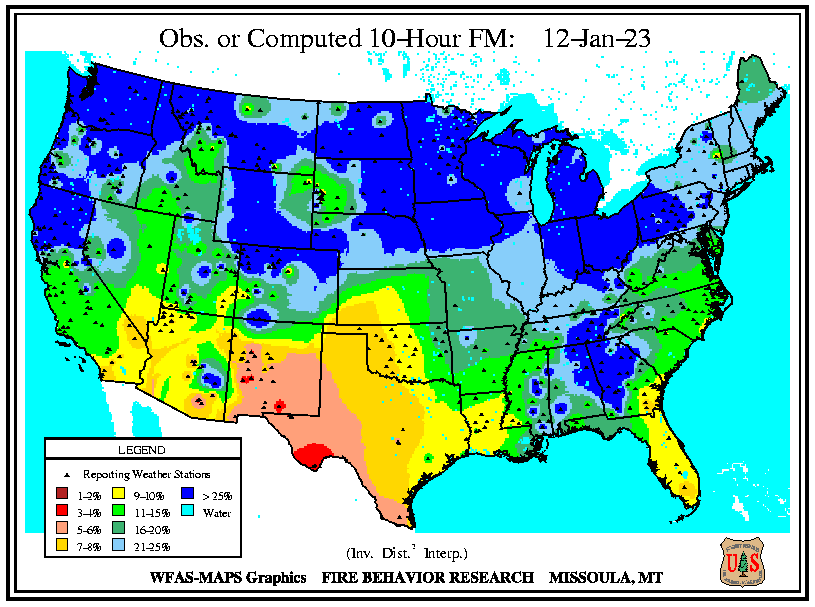 Obs. or Computed 10-Hour FM: 12-Jan-23
LEGEND
Reporting Weather Stations
1-2% 9-10% > 25%
3-4% 11-15% Water
5-6% 16-20%
7-8% 21-25%
(Inv. Dist.² Interp.)
WFAS-MAPS Graphics FIRE BEHAVIOR RESEARCH MISSOULA, MT
U S